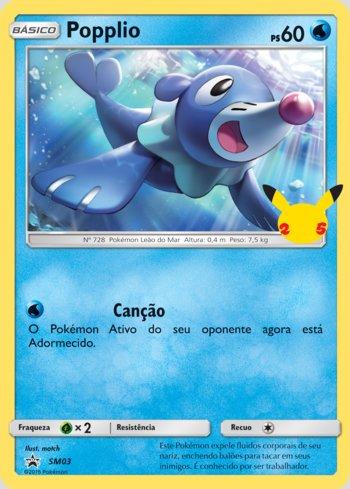 BÁSICO Popplio PS60
Nº 728 Pokémon Leão do Mar Altura: 0,4 m Peso: 7,5 kg
25
Canção
O Pokémon Ativo do seu oponente agora está
Adormecido.
Fraqueza ×2 Resistência Recuo
Ilust. match
SM03
©2016 Pokémon
Este Pokémon expele fluidos corporais de
seu nariz, enchendo balões para tacar em seus
inimigos. É conhecido por ser trabalhador.